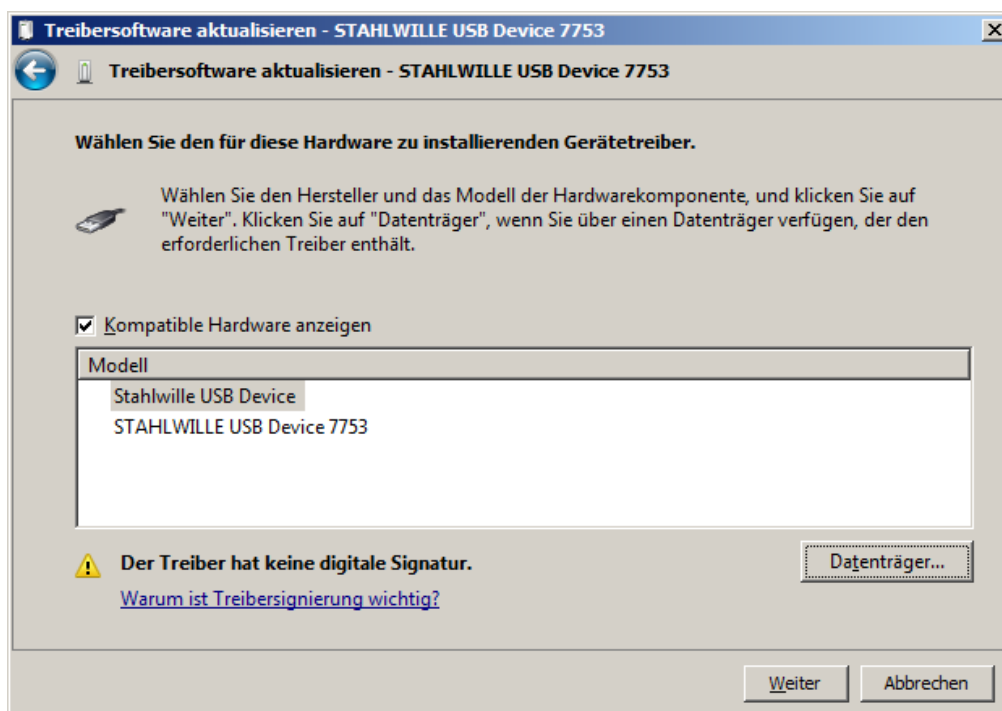 Treibersoftware aktualisieren - STAHLWILLE USB Device 7753
Treibersoftware aktualisieren - STAHLWILLE USB Device 7753
Wählen Sie den für diese Hardware zu installierenden Gerätetreiber.
Wählen Sie den Hersteller und das Modell der Hardwarekomponente, und klicken Sie auf
"Weiter". Klicken Sie auf "Datenträger", wenn Sie über einen Datenträger verfügen, der den
erforderlichen Treiber enthält.
Kompatible Hardware anzeigen
Modell
Stahlwille USB Device
STAHLWILLE USB Device 7753
Der Treiber hat keine digitale Signatur.
Datenträger...
Warum ist Treibersignierung wichtig?
Weiter
Abbrechen